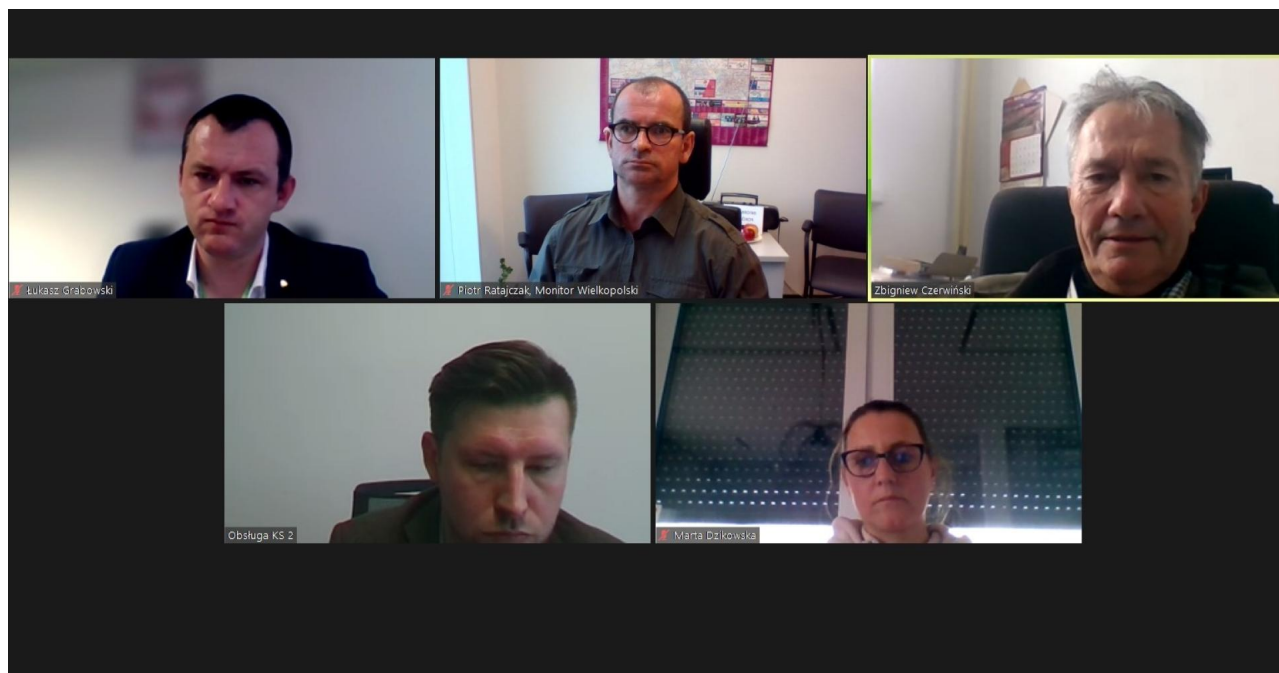 Łukasz Grabowski
Piotr Ratajczak, Monitor Wielkopolski
Zbigniew Czerwiński
Obsługa KS 2
Marta Dzikowska